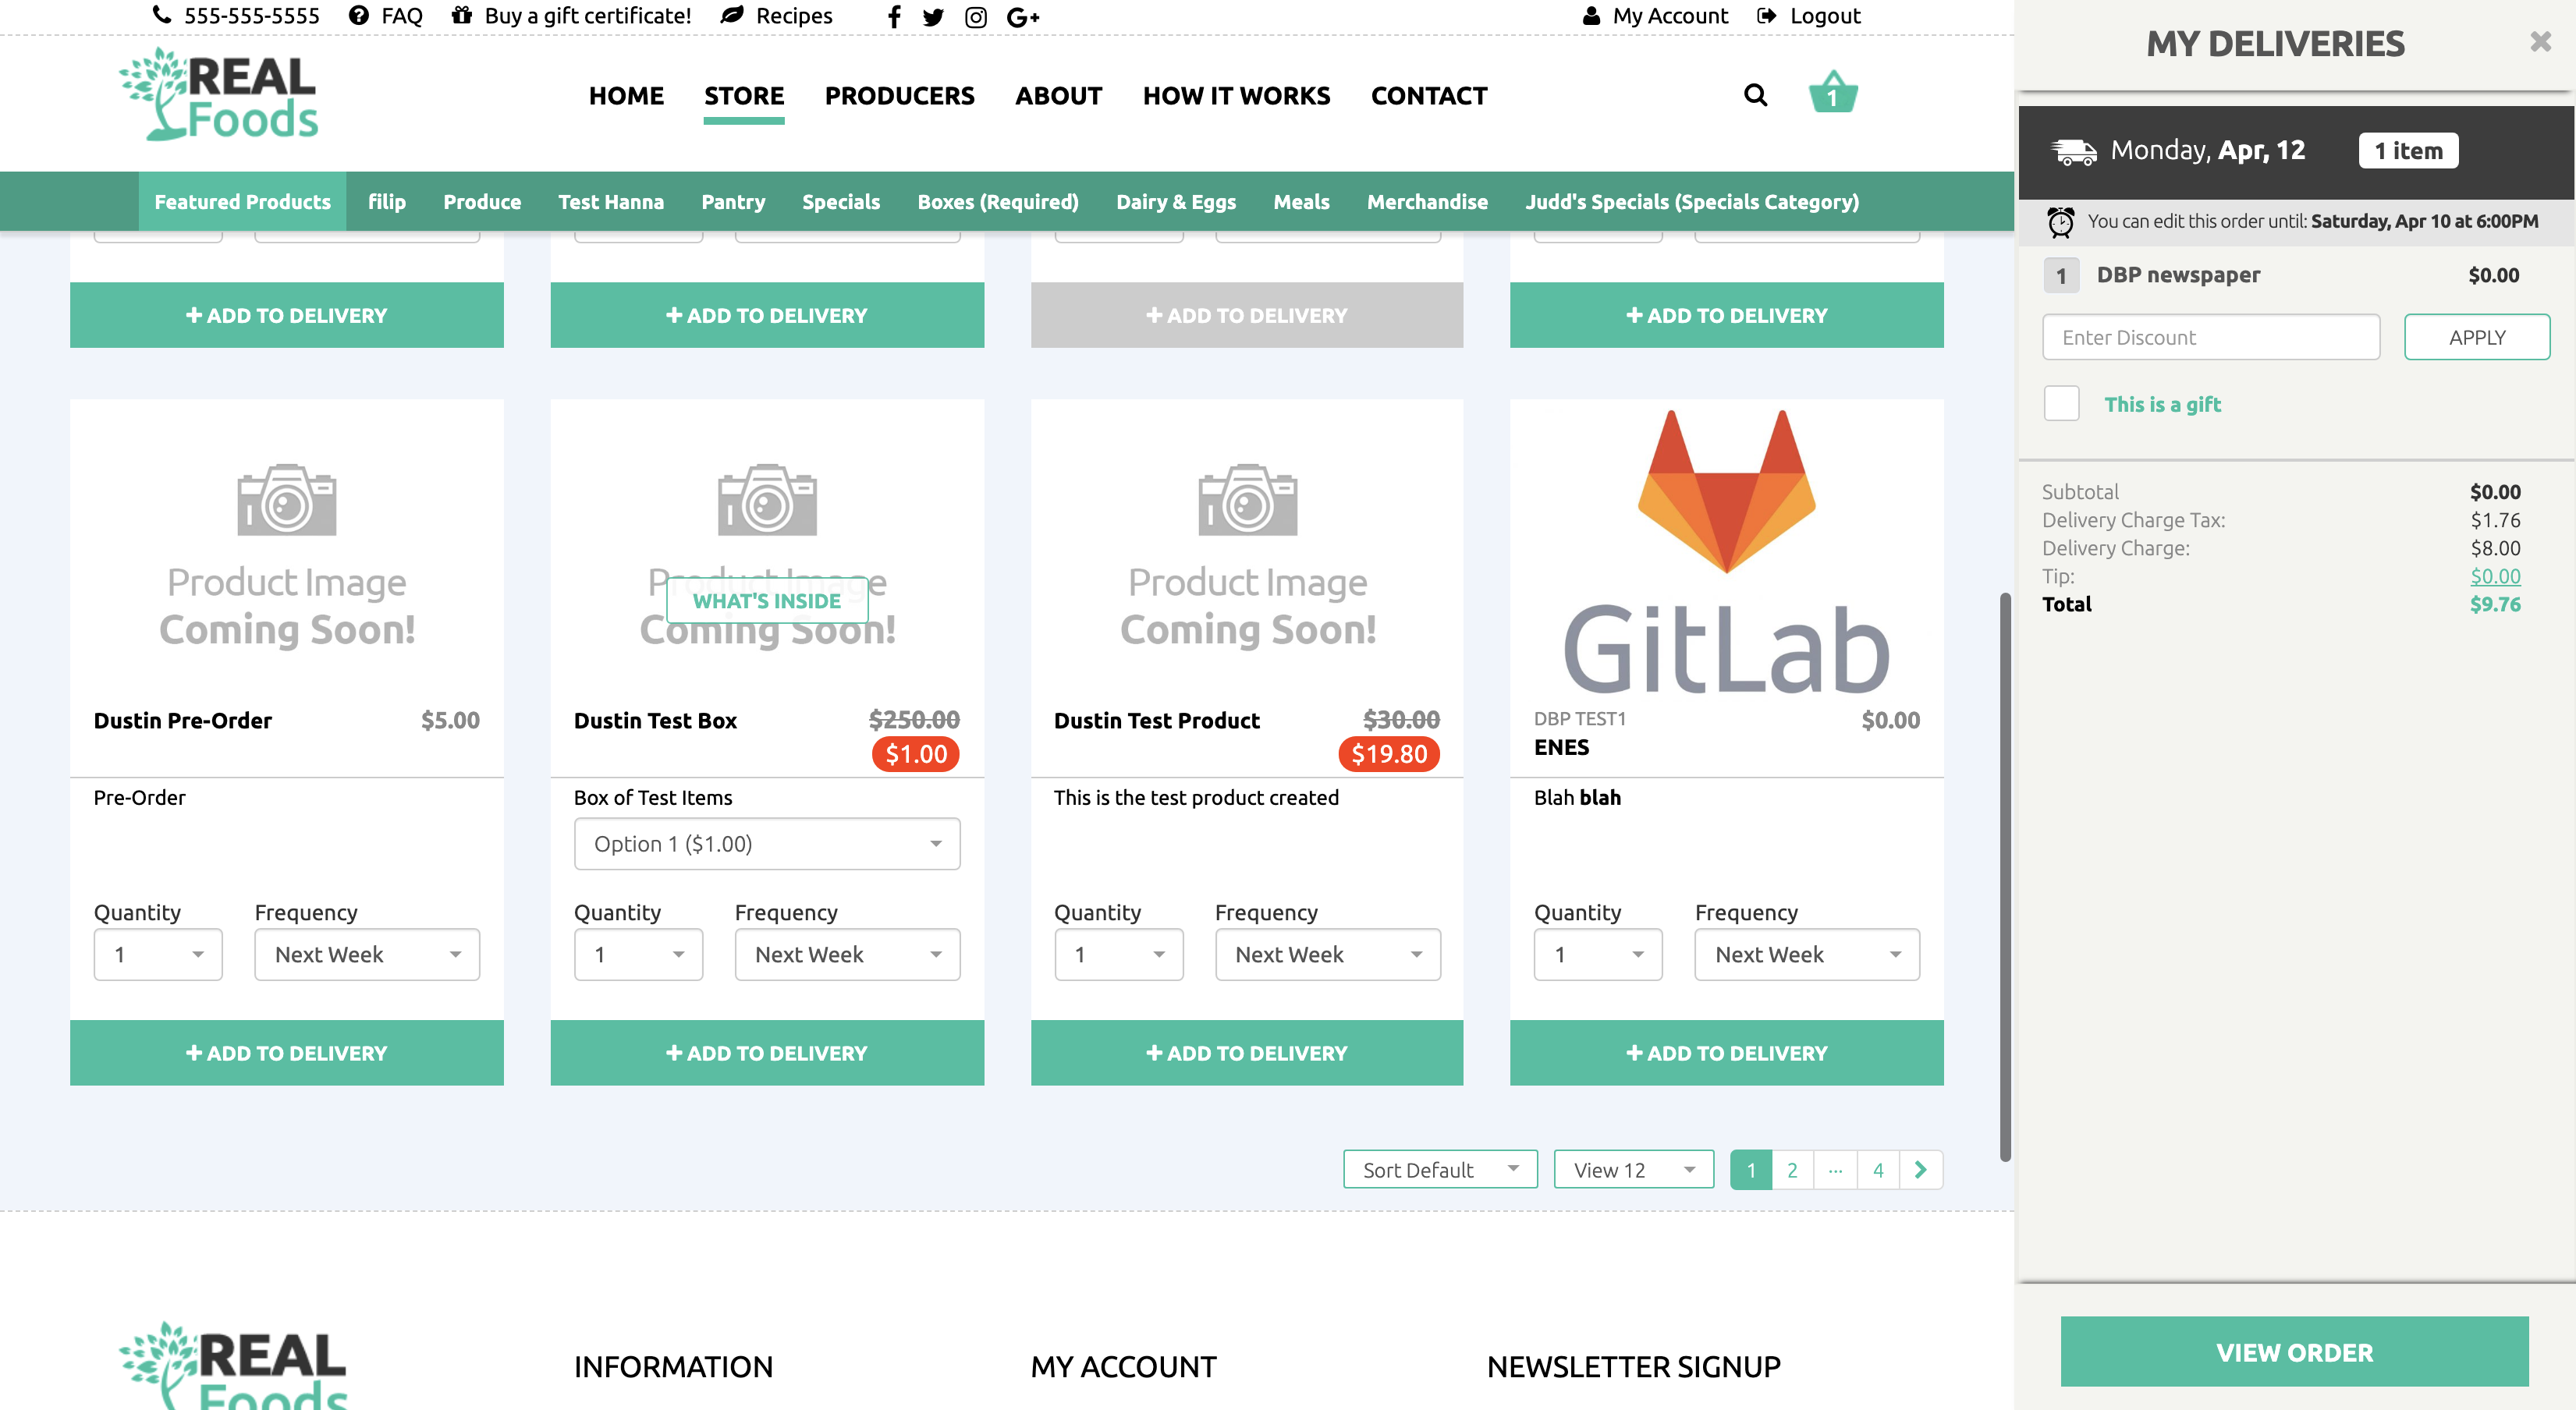 555-555-5555 FAQ Buy a gift certificate! Recipes My Account Logout
REAL
Foods
HOME STORE PRODUCERS ABOUT HOW IT WORKS CONTACT
1
Featured Products filip Produce Test Hanna Pantry Specials Boxes (Required) Dairy & Eggs Meals Merchandise Judd's Specials (Specials Category)
+ ADD TO DELIVERY
+ ADD TO DELIVERY
+ ADD TO DELIVERY
+ ADD TO DELIVERY
Product Image
Coming Soon!
Dustin Pre-Order $5.00
Pre-Order
Quantity Frequency
1 Next Week
+ ADD TO DELIVERY
Product Image
WHAT'S INSIDE
Coming Soon!
Dustin Test Box $250.00
$1.00
Box of Test Items
Option 1 ($1.00)
Quantity Frequency
1 Next Week
+ ADD TO DELIVERY
Product Image
Coming Soon!
Dustin Test Product $30.00
$19.80
This is the test product created
Quantity Frequency
1 Next Week
+ ADD TO DELIVERY
GitLab
DBP TEST1 $0.00
ENES
Blah blah
Quantity Frequency
1 Next Week
+ ADD TO DELIVERY
Sort Default View 12 1 2 ... 4
REAL
Foods
INFORMATION MY ACCOUNT NEWSLETTER SIGNUP
MY DELIVERIES
Monday, Apr, 12 1 item
You can edit this order until: Saturday, Apr 10 at 6:00PM
1 DBP newspaper $0.00
Enter Discount APPLY
This is a gift
Subtotal $0.00
Delivery Charge Tax: $1.76
Delivery Charge: $8.00
Tip: $0.00
Total $9.76
VIEW ORDER